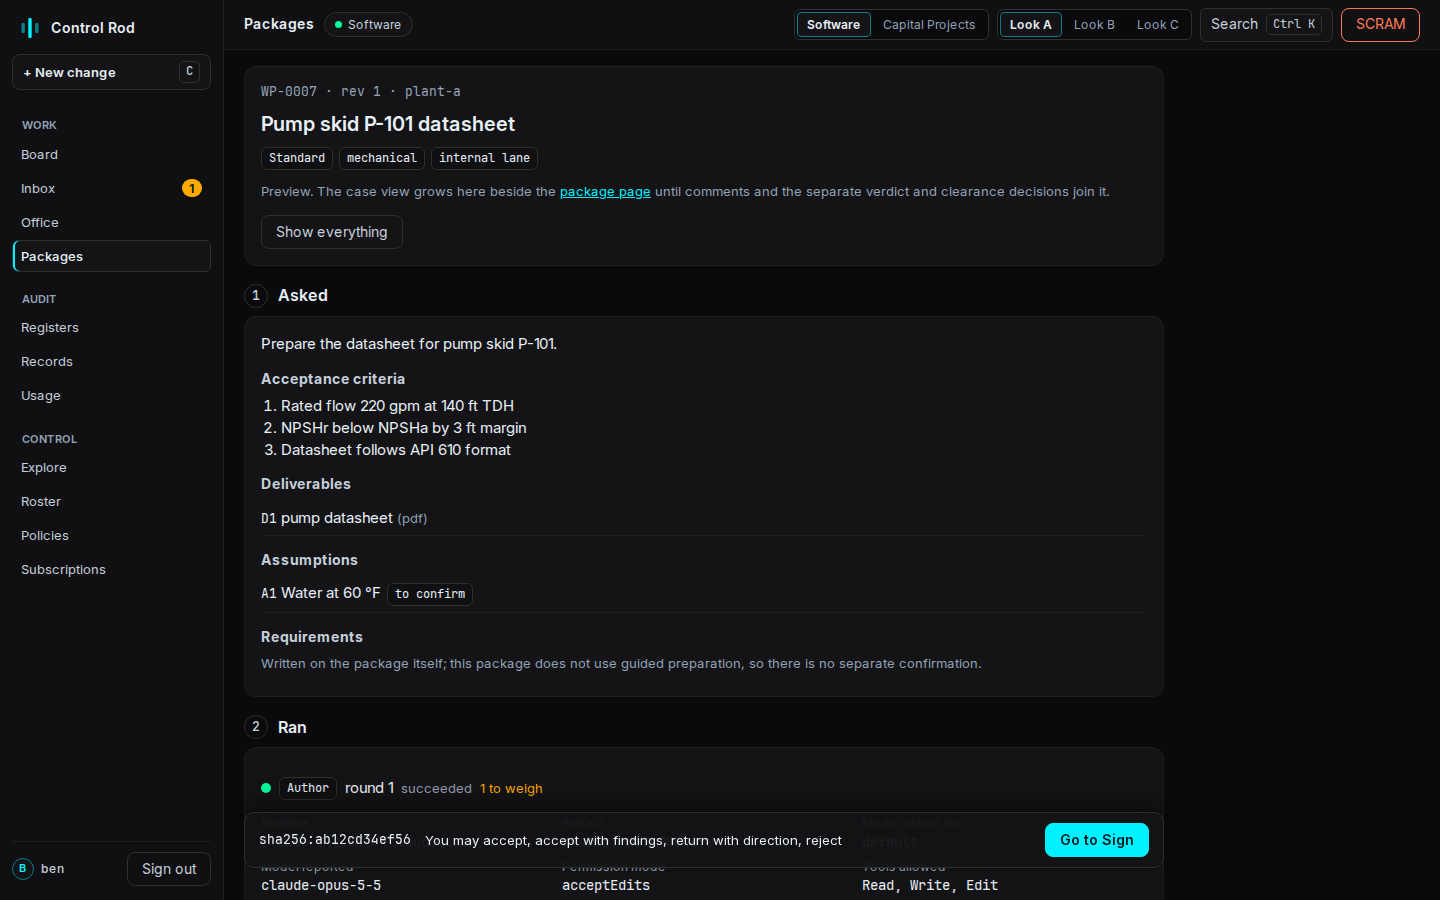 Control Rod
+ New change C
WORK
Board
Inbox 1
Office
Packages
AUDIT
Registers
Records
Usage
CONTROL
Explore
Roster
Policies
Subscriptions
B ben Sign out
Packages Software
Software Capital Projects Look A Look B Look C Search Ctrl K SCRAM
WP-0007 · rev 1 · plant-a
Pump skid P-101 datasheet
Standard mechanical internal lane
Preview. The case view grows here beside the package page until comments and the separate verdict and clearance decisions join it.
Show everything
1 Asked
Prepare the datasheet for pump skid P-101.
Acceptance criteria
1. Rated flow 220 gpm at 140 ft TDH
2. NPSHr below NPSHa by 3 ft margin
3. Datasheet follows API 610 format
Deliverables
D1 pump datasheet (pdf)
Assumptions
A1 Water at 60 °F to confirm
Requirements
Written on the package itself; this package does not use guided preparation, so there is no separate confirmation.
2 Ran
Author round 1 succeeded 1 to weigh
sha256:ab12cd34ef56 You may accept, accept with findings, return with direction, reject Go to Sign
default
Model reported Permission mode Tools allowed
claude-opus-5-5 acceptEdits Read, Write, Edit